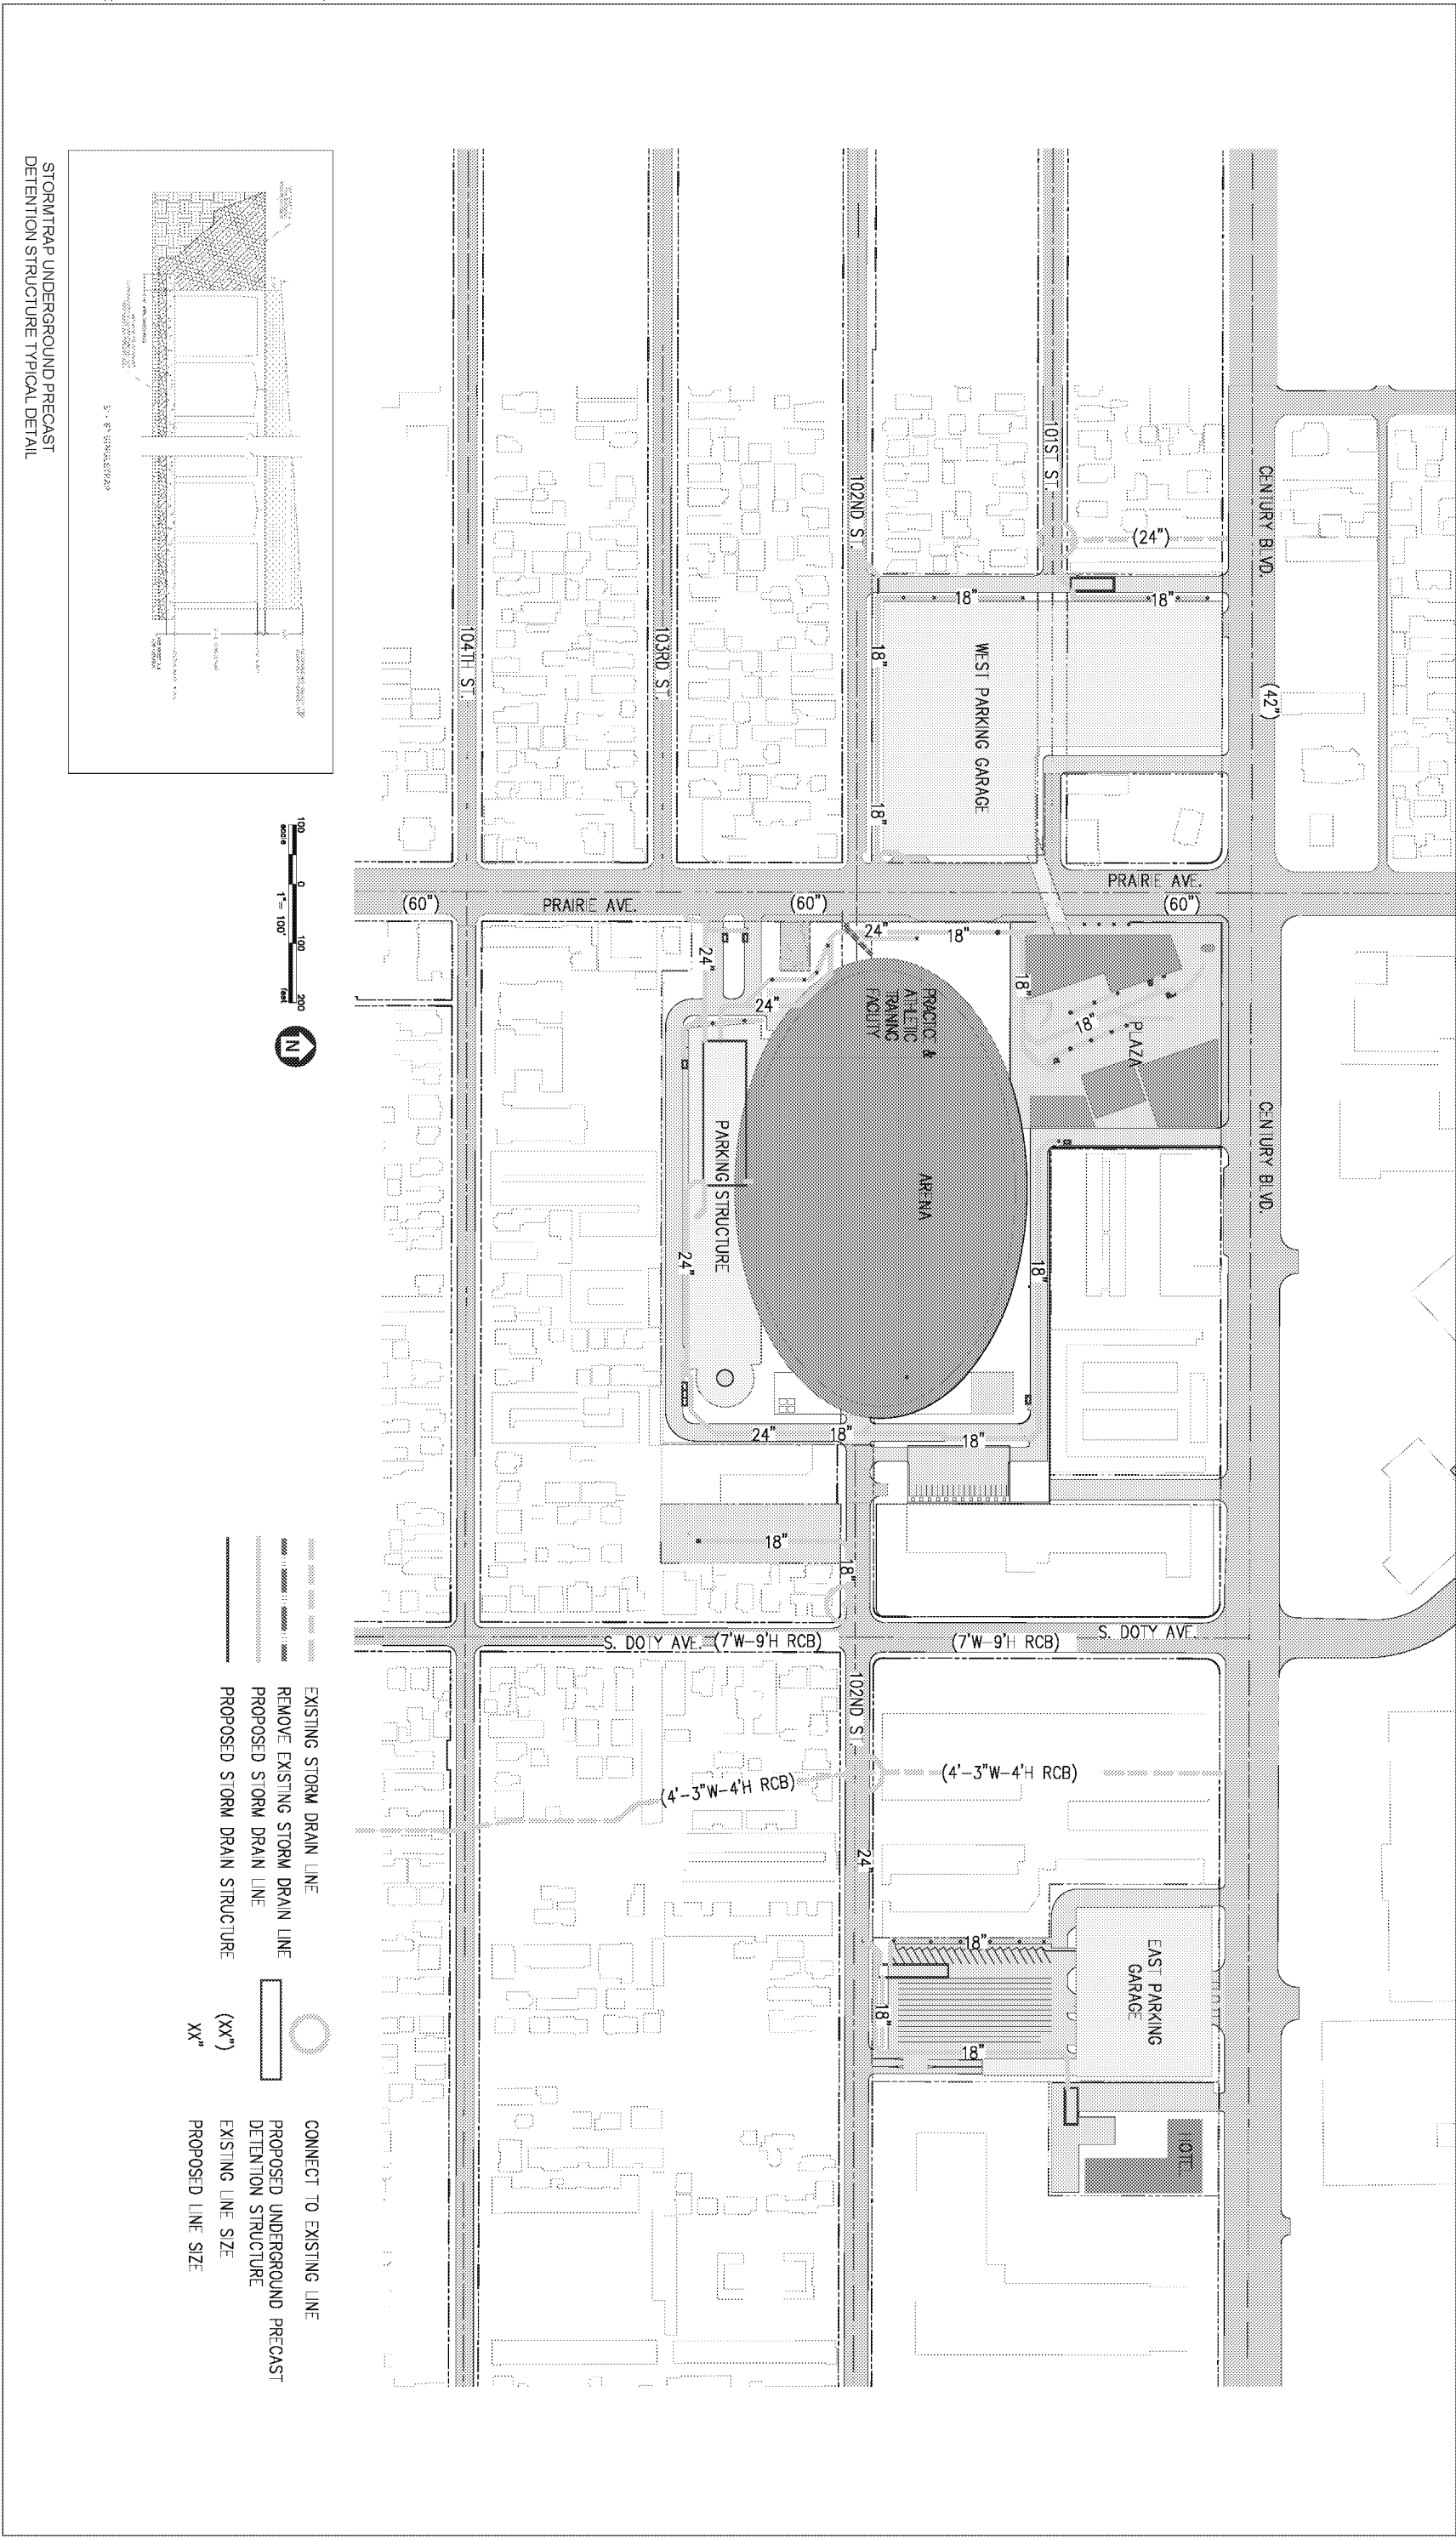 CENTURY BLVD.
(42")
CENTURY BLVD.
101ST ST.
(24")
18"
18"
WEST PARKING GARAGE
102ND ST.
18"
18"
103RD ST.
104TH ST.
PRAIRIE AVE.
(60")
(60")
PRAIRIE AVE.
(60")
24"
18"
18"
18"
PLAZA
24"
24"
PRACTICE &
ATHLETIC
TRAINING
FACILITY
ARENA
PARKING STRUCTURE
24"
18"
24"
18"
18"
18"
18"
S. DOTY AVE.
(7'W-9'H RCB)
(7'W-9'H RCB)
S. DOTY AVE.
102ND ST.
(4'-3"W-4'H RCB)
(4'-3"W-4'H RCB)
24"
18"
18"
18"
EAST PARKING
GARAGE
HOTEL
STORMTRAP UNDERGROUND PRECAST
DETENTION STRUCTURE TYPICAL DETAIL
100 0 100 200
scale 1"= 100' feet
N
EXISTING STORM DRAIN LINE
REMOVE EXISTING STORM DRAIN LINE
PROPOSED STORM DRAIN LINE
PROPOSED STORM DRAIN STRUCTURE
CONNECT TO EXISTING LINE
PROPOSED UNDERGROUND PRECAST
DETENTION STRUCTURE
(XX") EXISTING LINE SIZE
XX" PROPOSED LINE SIZE